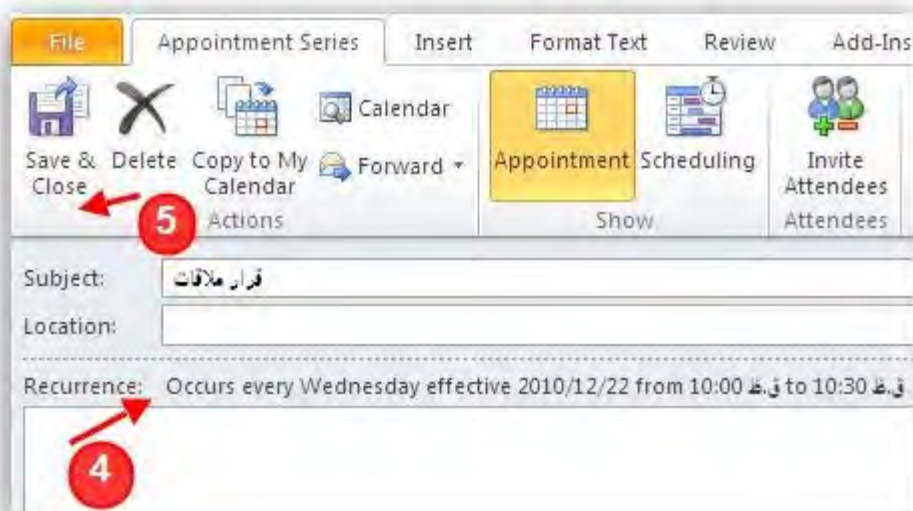 File Appointment Series Insert Format Text Review Add-Ins
Save & Close Delete Copy to My Calendar Calendar Forward Appointment Scheduling Invite Attendees
5 Actions Show Attendees
Subject: قرار ملاقات
Location:
Recurrence: Occurs every Wednesday effective 2010/12/22 from 10:00 ق.ظ to 10:30 ق.ظ
4